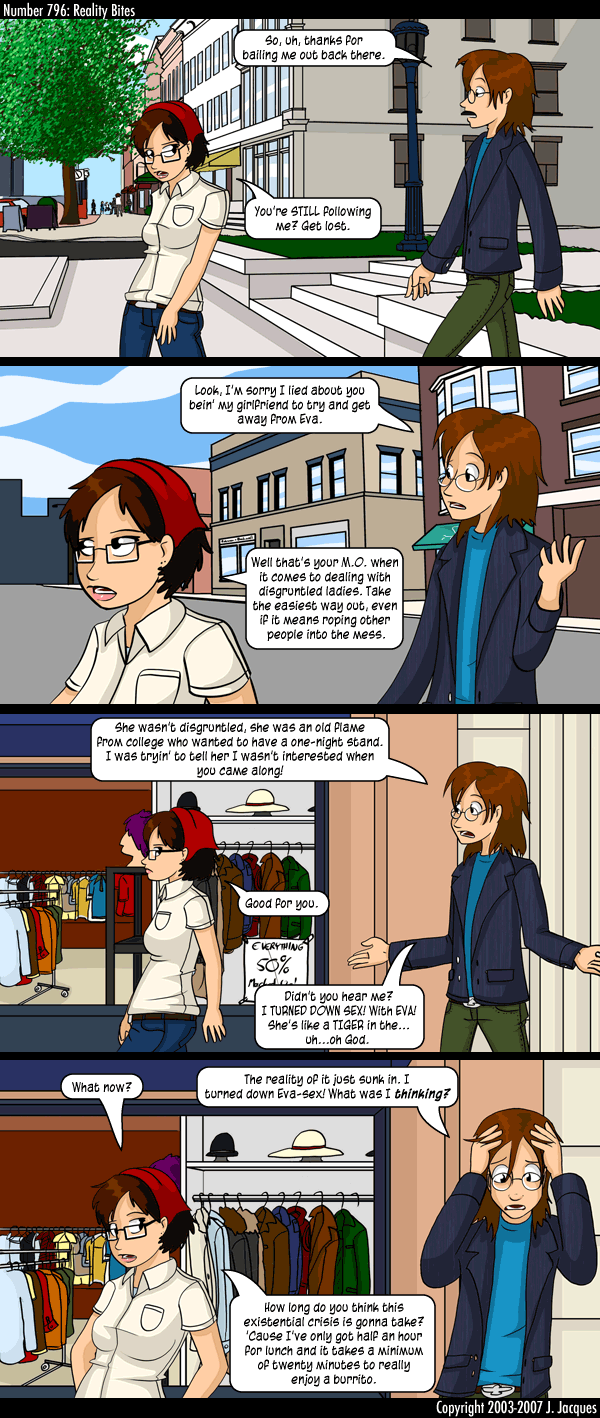 Number 796: Reality Bites
So, uh, thanks for
bailing me out back there.
You're STILL following
me? Get lost.
Look, I'm sorry I lied about you
bein' my girlfriend to try and get
away from Eva.
Well that's your M.O. when
it comes to dealing with
disgruntled ladies. Take
the easiest way out, even
if it means roping other
people into the mess.
She wasn't disgruntled, she was an old flame
from college who wanted to have a one-night stand.
I was tryin' to tell her I wasn't interested when
you came along!
Good for you.
EVERYTHING
50%
Didn't you hear me?
I TURNED DOWN SEX! With EVA!
She's like a TIGER in the...
uh...oh God.
What now?
The reality of it just sunk in. I
turned down Eva-sex! What was I thinking?
How long do you think this
existential crisis is gonna take?
'Cause I've only got half an hour
for lunch and it takes a minimum
of twenty minutes to really
enjoy a burrito.
Copyright 2003-2007 J. Jacques